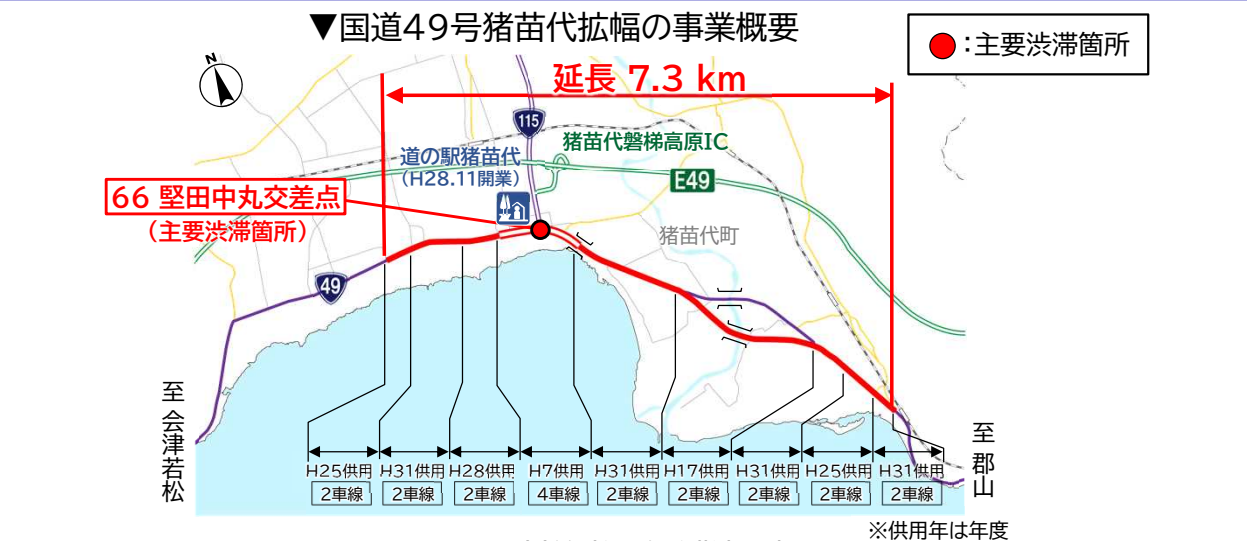 ▼国道49号猪苗代拡幅の事業概要
:主要渋滞箇所
N
延長 7.3 km
115
猪苗代磐梯高原IC
道の駅猪苗代
(H28.11開業)
E49
66 堅田中丸交差点
(主要渋滞箇所)
猪苗代町
49
至 会津若松
至 郡山
H25供用 H31供用 H28供用 H7供用 H31供用 H17供用 H31供用 H25供用 H31供用
2車線 2車線 2車線 4車線 2車線 2車線 2車線 2車線 2車線
※供用年は年度